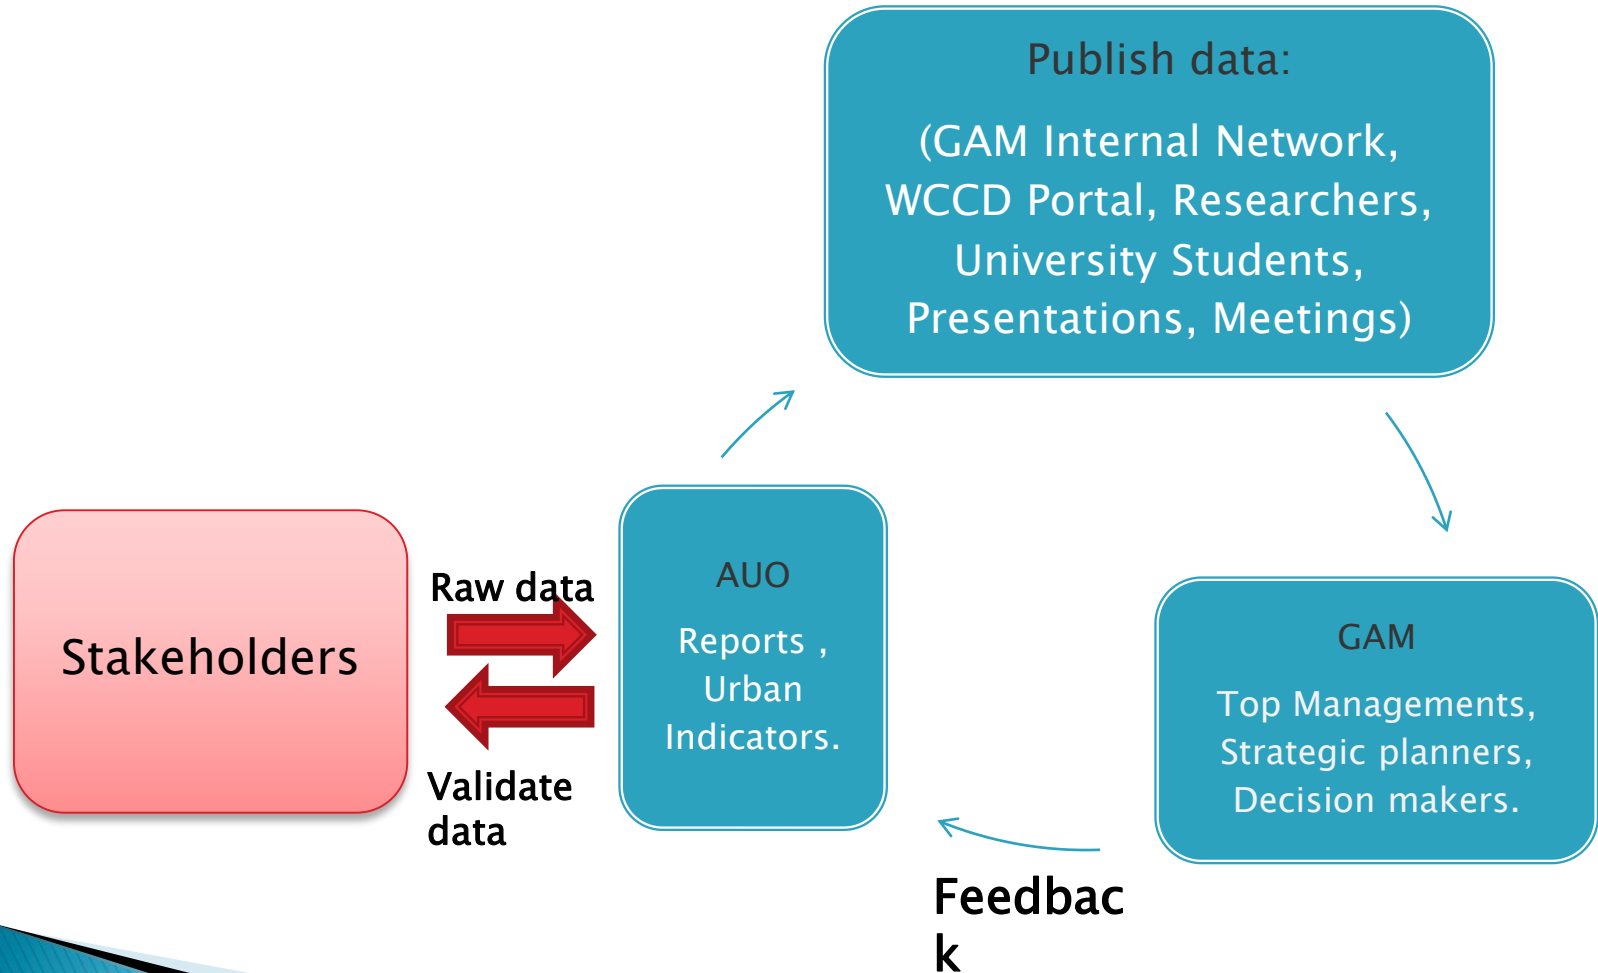 Publish data:
(GAM Internal Network,
WCCD Portal, Researchers,
University Students,
Presentations, Meetings)
Stakeholders
Raw data
Validate
data
AUO
Reports ,
Urban
Indicators.
GAM
Top Managements,
Strategic planners,
Decision makers.
Feedbac
k